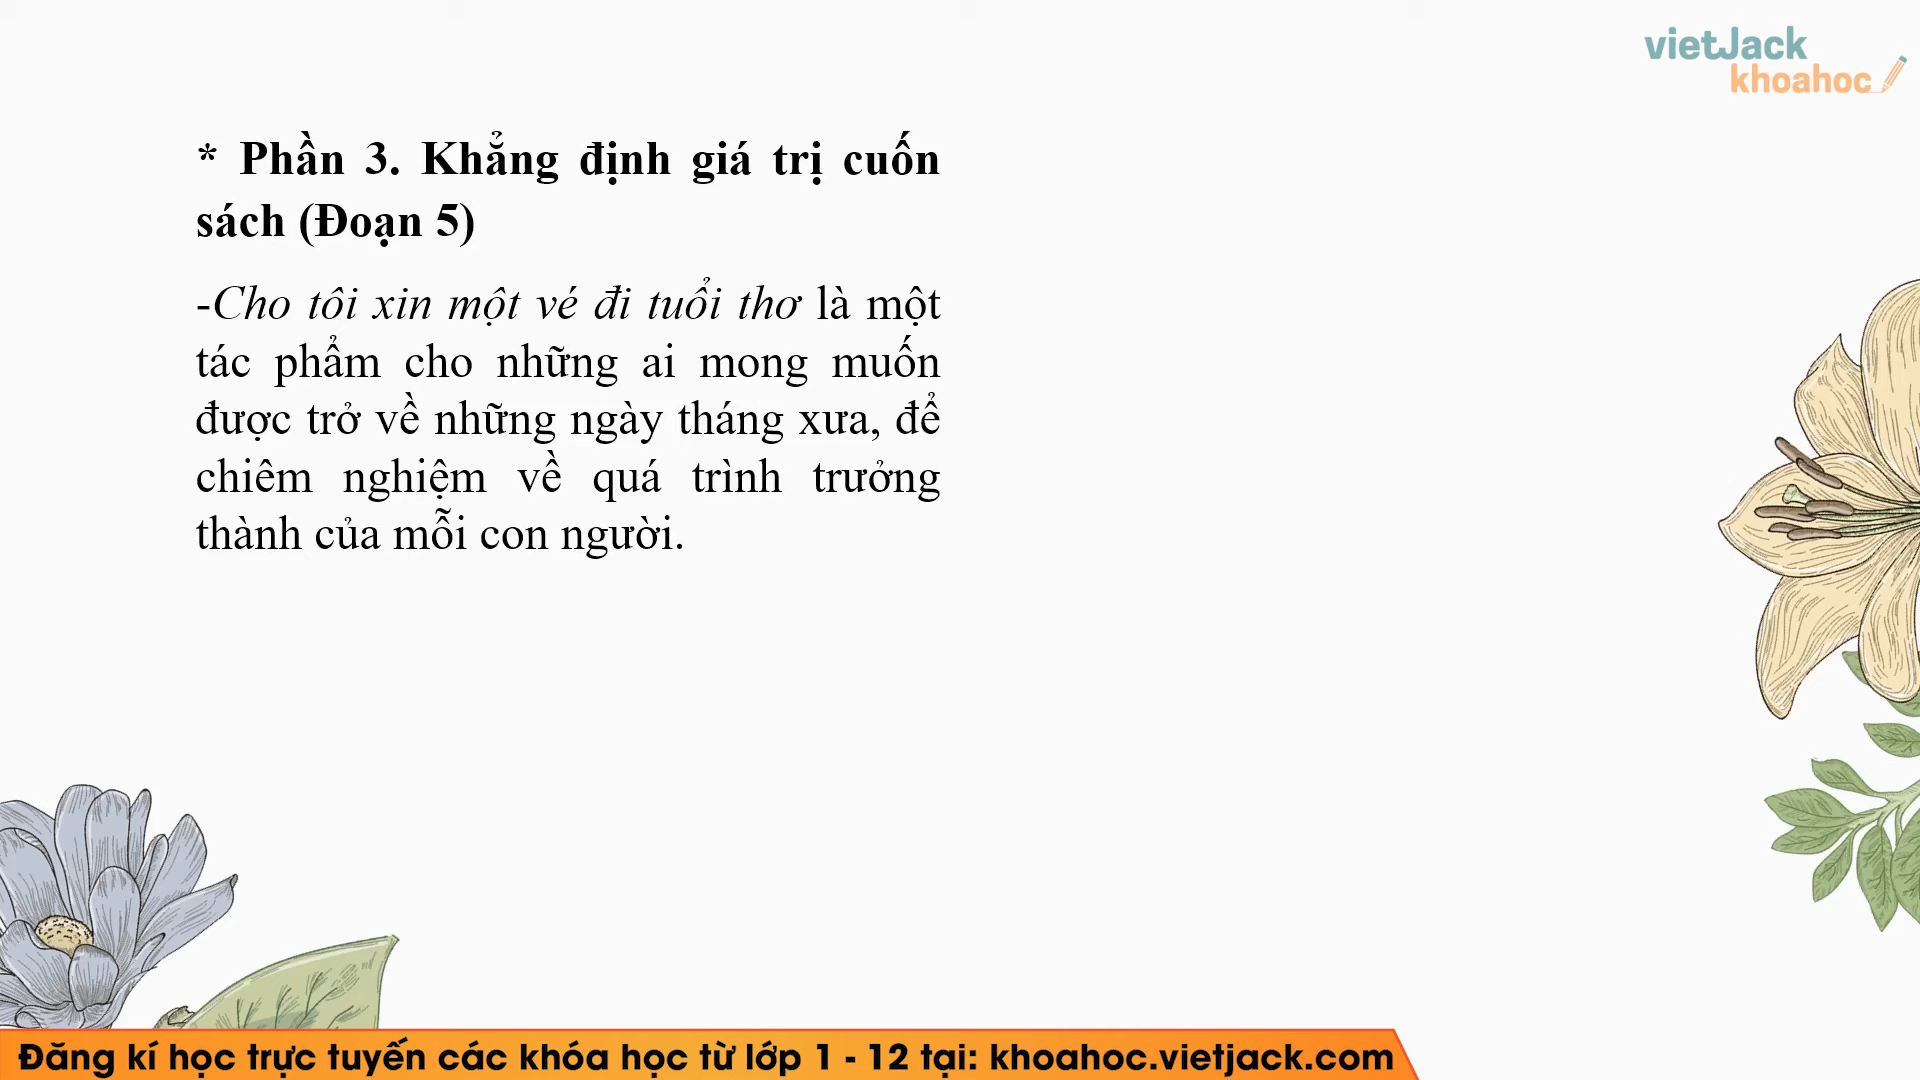 vietJack
khoahoc
* Phần 3. Khẳng định giá trị cuốn
sách (Đoạn 5)
-Cho tôi xin một vé đi tuổi thơ là một
tác phẩm cho những ai mong muốn
được trở về những ngày tháng xưa, để
chiêm nghiệm về quá trình trưởng
thành của mỗi con người.
Đăng kí học trực tuyến các khóa học từ lớp 1 - 12 tại: khoahoc.vietjack.com